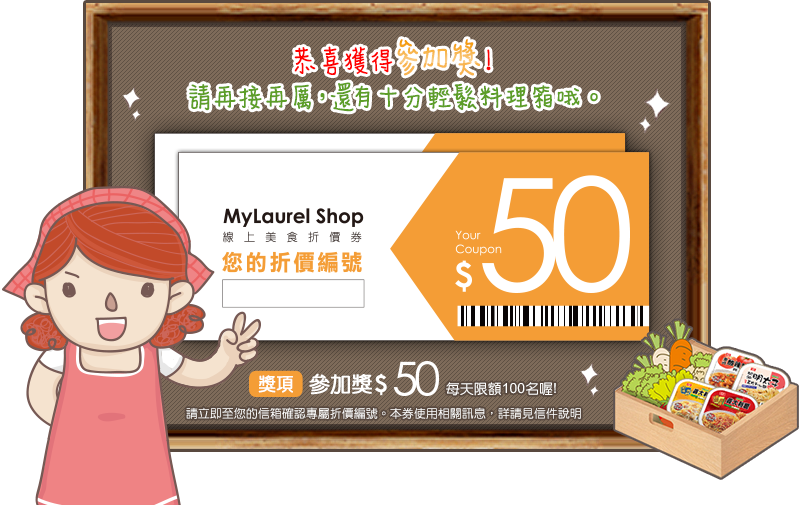 恭喜獲得參加獎!
請再接再厲,還有十分輕鬆料理箱哦。
MyLaurel Shop
線上美食折價券
您的折價編號
Your
Coupon
$50
獎項 參加獎$50 每天限額100名喔!
請立即至您的信箱確認專屬折價編號。本券使用相關訊息,詳請見信件說明